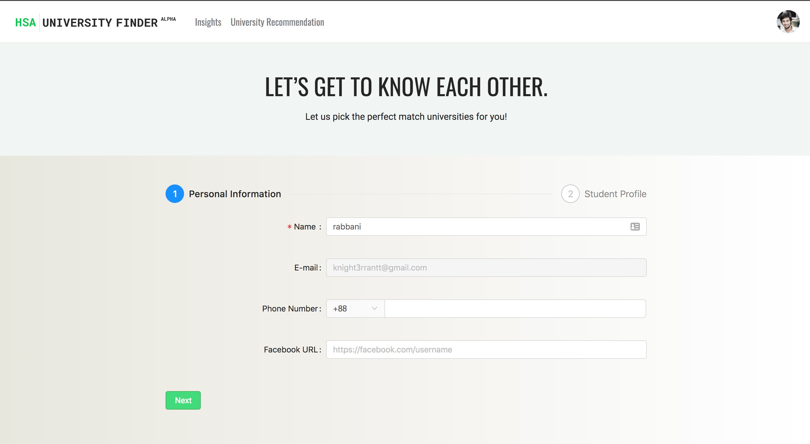 HSA UNIVERSITY FINDER ALPHA Insights University Recommendation
LET'S GET TO KNOW EACH OTHER.
Let us pick the perfect match universities for you!
1 Personal Information 2 Student Profile
* Name : rabbani
E-mail : knight3rrantt@gmail.com
Phone Number : +88
Facebook URL : https://facebook.com/username
Next